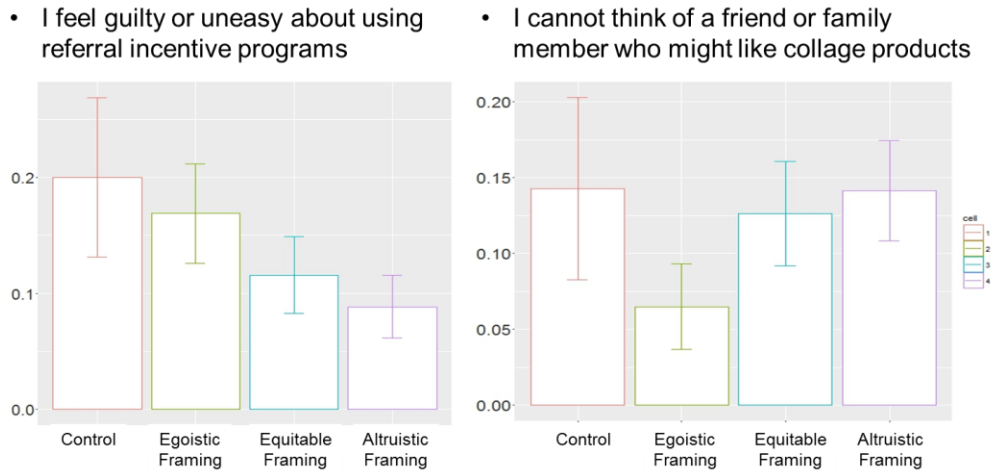 • I feel guilty or uneasy about using
referral incentive programs
0.2
0.1
0.0
Control
Egoistic
Framing
Equitable
Framing
Altruistic
Framing
• I cannot think of a friend or family
member who might like collage products
0.20
0.15
0.10
0.05
0.00
Control
Egoistic
Framing
Equitable
Framing
Altruistic
Framing
cell
1
2
3
4